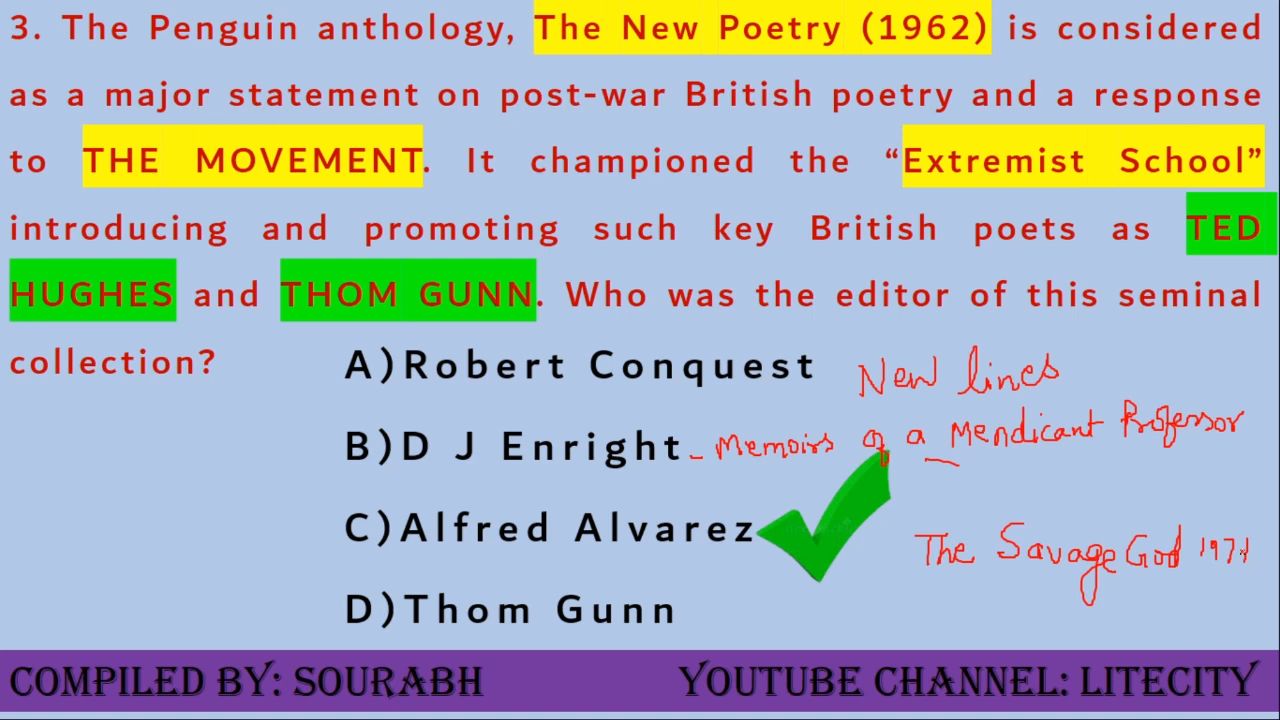 3. The Penguin anthology, The New Poetry (1962) is considered
as a major statement on post-war British poetry and a response
to THE MOVEMENT. It championed the “Extremist School”
introducing and promoting such key British poets as TED
HUGHES and THOM GUNN. Who was the editor of this seminal
collection?
A)Robert Conquest New lines
B)D J Enright - Memoirs of a Mendicant Professor
C)Alfred Alvarez
The Savage God 1971
D)Thom Gunn
COMPILED BY: SOURABH YOUTUBE CHANNEL: LITECITY